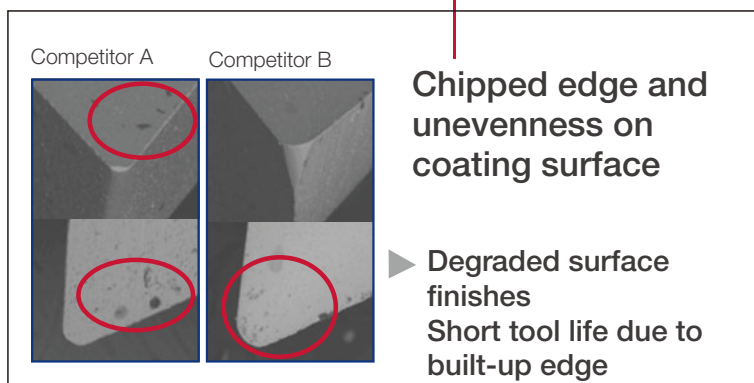 Competitor A
Competitor B
Chipped edge and
unevenness on
coating surface
Degraded surface
finishes
Short tool life due to
built-up edge